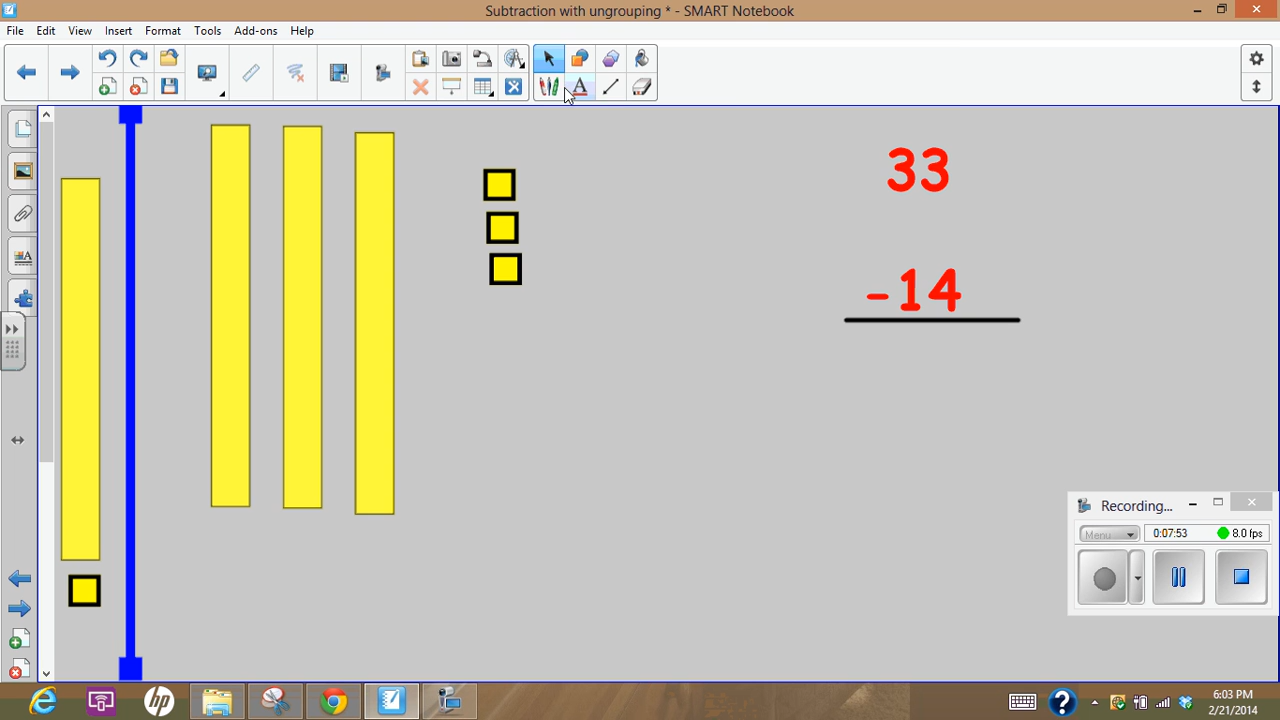 Subtraction with ungrouping * - SMART Notebook
File Edit View Insert Format Tools Add-ons Help
33
-14
Recording...
Menu
0:07:53
8.0 fps
6:03 PM
2/21/2014